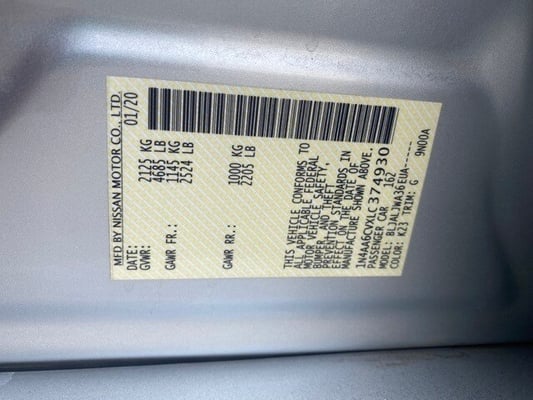 MFD BY NISSAN MOTOR CO., LTD.
DATE: 01/20
GVWR: 2125 KG
4685 LB
GAWR FR.: 1145 KG
2524 LB
GAWR RR.: 1000 KG
2205 LB
THIS VEHICLE CONFORMS TO
ALL APPLICABLE FEDERAL
MOTOR VEHICLE SAFETY,
BUMPER, AND THEFT
PREVENTION STANDARDS IN
EFFECT ON THE DATE OF
MANUFACTURE SHOWN ABOVE.
1N4AA6CVXLC374930
PASSENGER CAR 162
MODEL: BLJALJWA36EUA-----
COLOR: K23 TRIM: G 9N00A